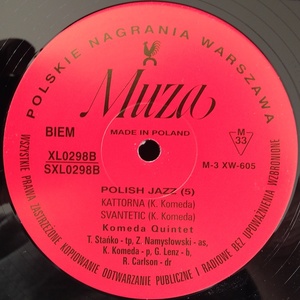 POLSKIE NAGRANIA WARSZAWA
Muza
BIEM
MADE IN POLAND
M
33
XL0298B
SXL0298B
M-3 XW-605
POLISH JAZZ (5)
KATTORNA (K. Komeda)
SVANTETIC (K. Komeda)
Komeda Quintet
T. Stańko - tp, Z. Namysłowski - as,
K. Komeda - p, G. Lenz - b,
R. Carlson - dr
WSZYSTKIE PRAWA ZASTRZEŻONE KOPIOWANIE ODTWARZANIE PUBLICZNE I RADIOWE BEZ UPOWAŻNIENIA WZBRONIONE